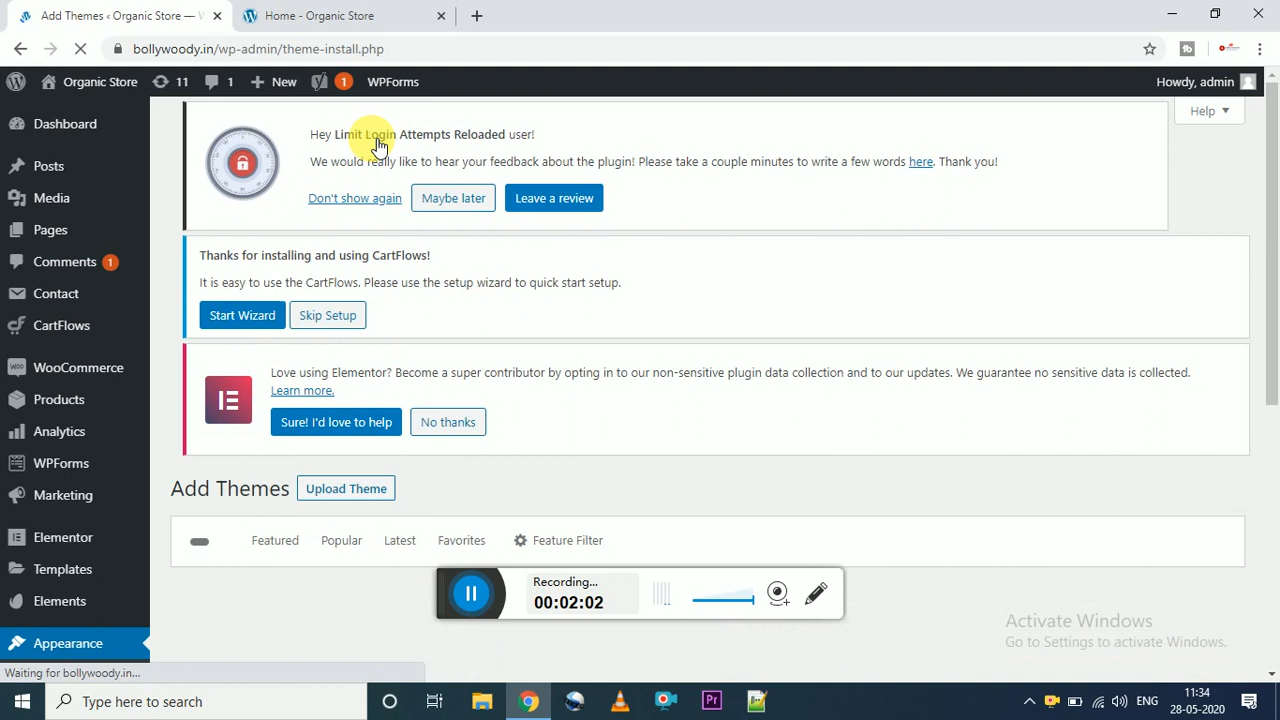 Add Themes ‹ Organic Store — W
Home - Organic Store
bollywoody.in/wp-admin/theme-install.php
Organic Store
11
1
New
1
WPForms
Howdy, admin
Dashboard
Posts
Media
Pages
Comments 1
Contact
CartFlows
WooCommerce
Products
Analytics
WPForms
Marketing
Elementor
Templates
Elements
Appearance
Help
Hey Limit Login Attempts Reloaded user!
We would really like to hear your feedback about the plugin! Please take a couple minutes to write a few words here. Thank you!
Don't show again
Maybe later
Leave a review
Thanks for installing and using CartFlows!
It is easy to use the CartFlows. Please use the setup wizard to quick start setup.
Start Wizard
Skip Setup
Love using Elementor? Become a super contributor by opting in to our non-sensitive plugin data collection and to our updates. We guarantee no sensitive data is collected.
Learn more.
Sure! I'd love to help
No thanks
Add Themes
Upload Theme
Featured
Popular
Latest
Favorites
Feature Filter
Recording...
00:02:02
Activate Windows
Go to Settings to activate Windows.
Waiting for bollywoody.in...
Type here to search
Pr
ENG
11:34
28-05-2020